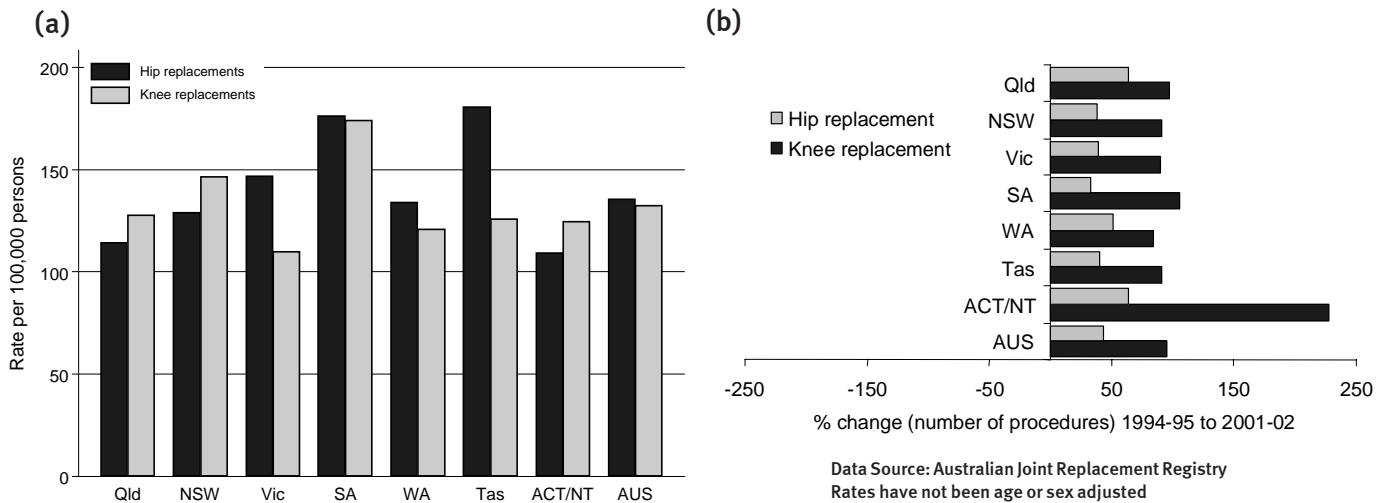 (a)
200
150
100
50
0
Rate per 100,000 persons
Hip replacements
Knee replacements
Qld NSW Vic SA WA Tas ACT/NT AUS
(b)
Hip replacement
Knee replacement
Qld
NSW
Vic
SA
WA
Tas
ACT/NT
AUS
-250 -150 -50 50 150 250
% change (number of procedures) 1994-95 to 2001-02
Data Source: Australian Joint Replacement Registry
Rates have not been age or sex adjusted